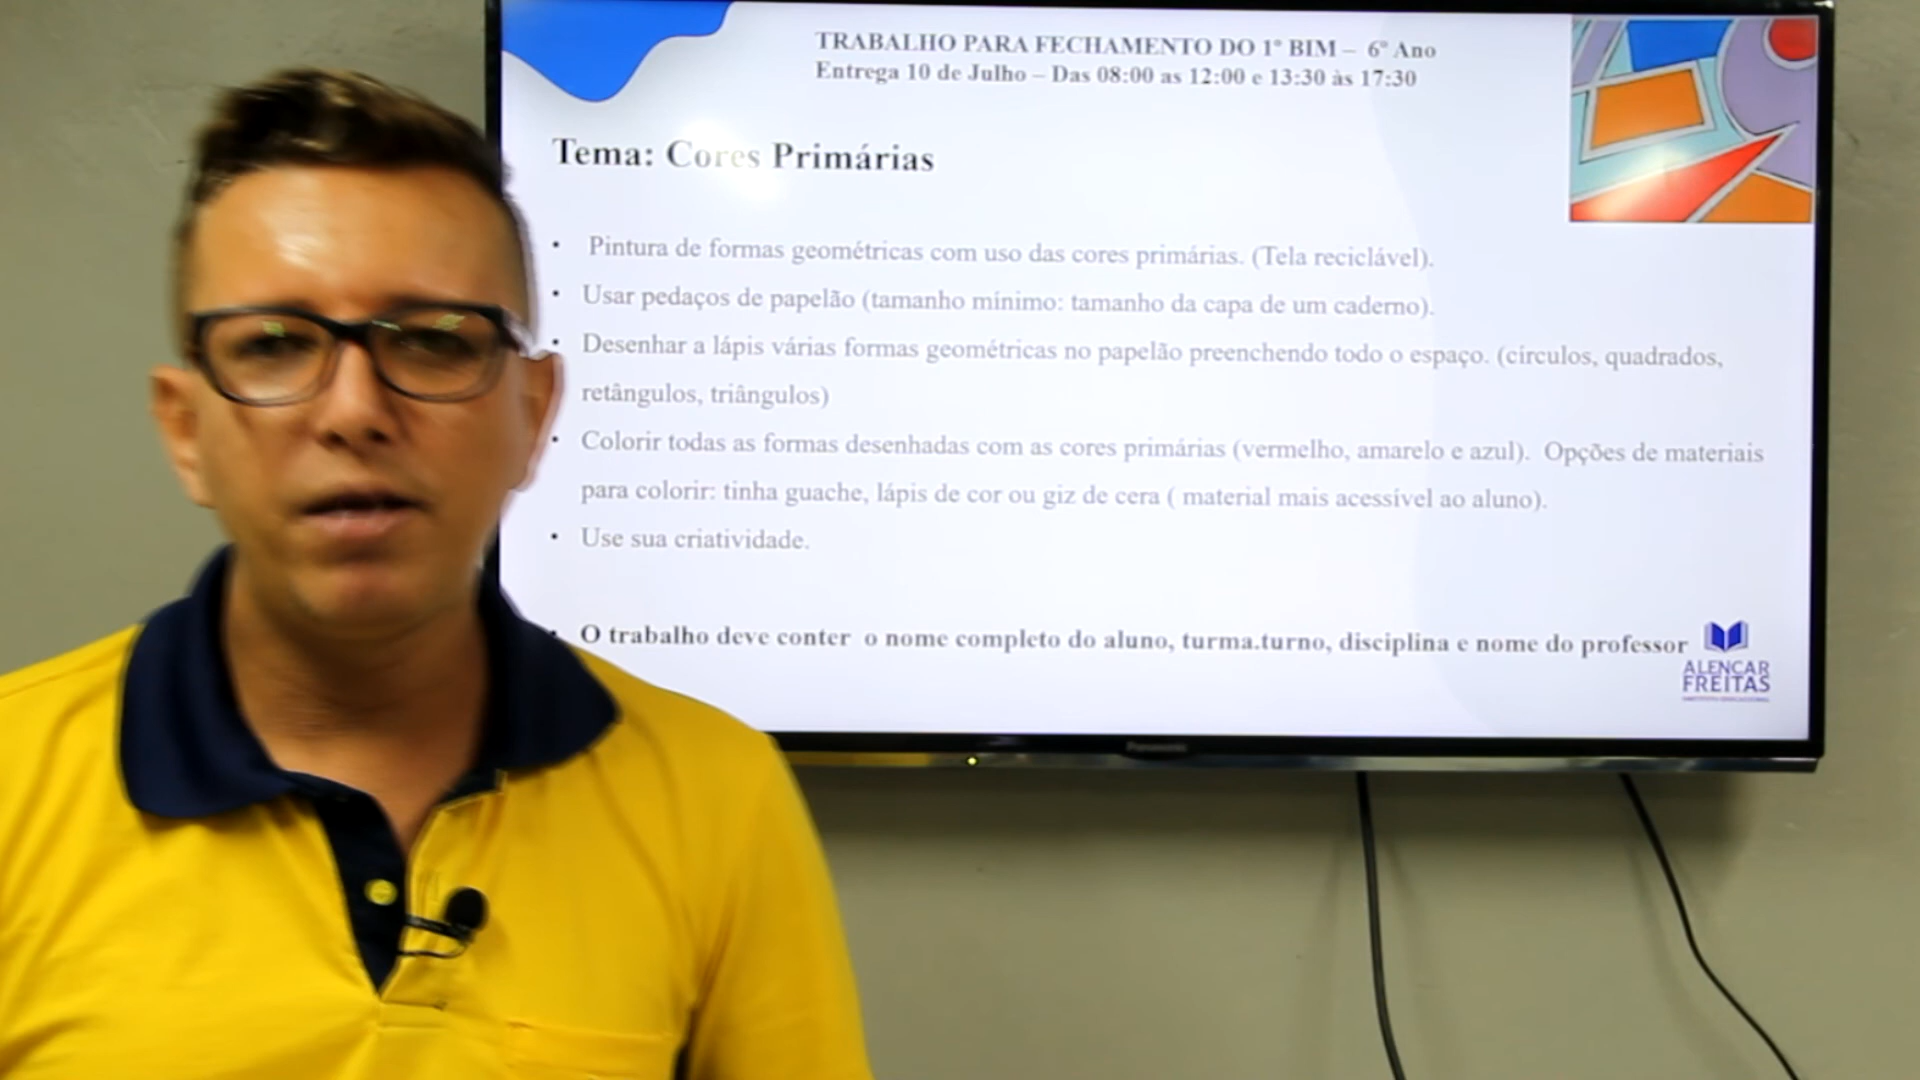 TRABALHO PARA FECHAMENTO DO 1º BIM – 6º Ano
Entrega 10 de Julho – Das 08:00 as 12:00 e 13:30 às 17:30
Tema: Cores Primárias
• Pintura de formas geométricas com uso das cores primárias. (Tela reciclável).
• Usar pedaços de papelão (tamanho mínimo: tamanho da capa de um caderno).
• Desenhar a lápis várias formas geométricas no papelão preenchendo todo o espaço. (círculos, quadrados,
retângulos, triângulos)
• Colorir todas as formas desenhadas com as cores primárias (vermelho, amarelo e azul). Opções de materiais
para colorir: tinha guache, lápis de cor ou giz de cera ( material mais acessível ao aluno).
• Use sua criatividade.
• O trabalho deve conter o nome completo do aluno, turma.turno, disciplina e nome do professor
ALENCAR
FREITAS
Panasonic